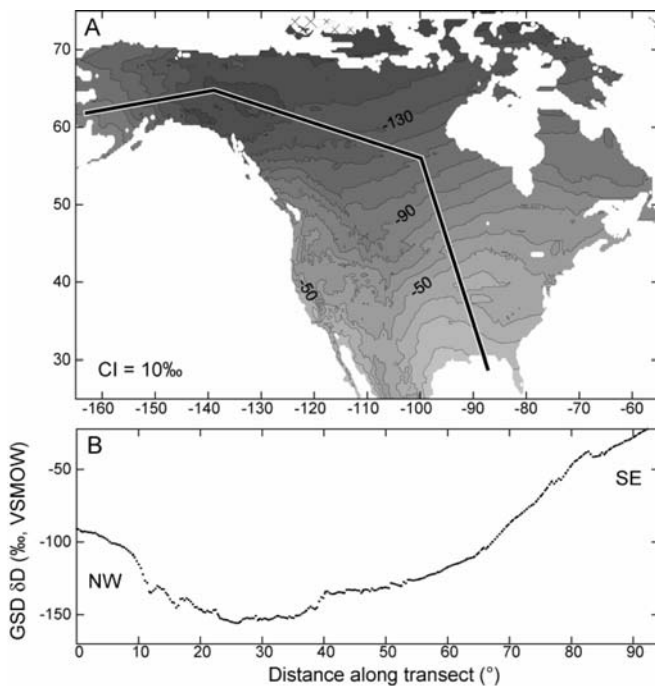 A
70
60
50
40
30
-130
-90
-50
-50
CI = 10‰
-160 -150 -140 -130 -120 -110 -100 -90 -80 -70 -60 -5
B
GSD δD (‰, VSMOW)
-50
-100
-150
NW
SE
0 10 20 30 40 50 60 70 80 90
Distance along transect (°)